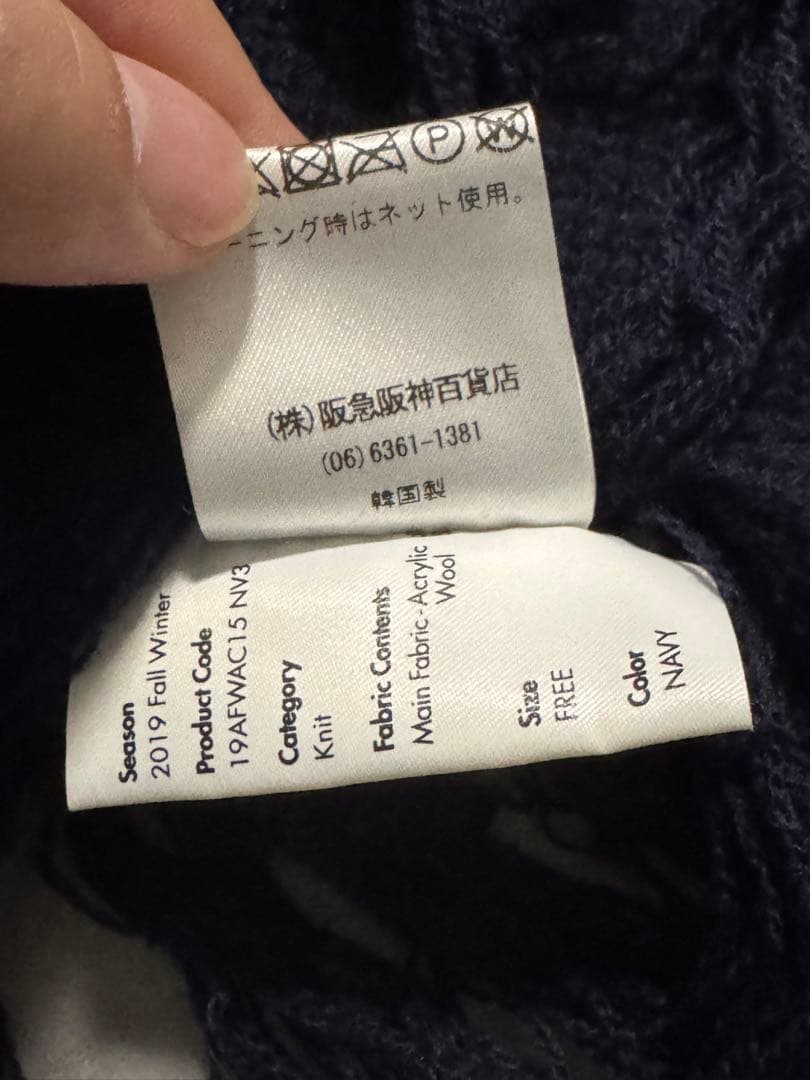 P
W
ーニング時はネット使用。
(株)阪急阪神百貨店
(06)6361-1381
韓国製
Season
2019 Fall Winter
Product Code
19AFWAC15 NV3
Category
Knit
Fabric Contents
Main Fabric-Acrylic
Wool
Size
FREE
Color
NAVY